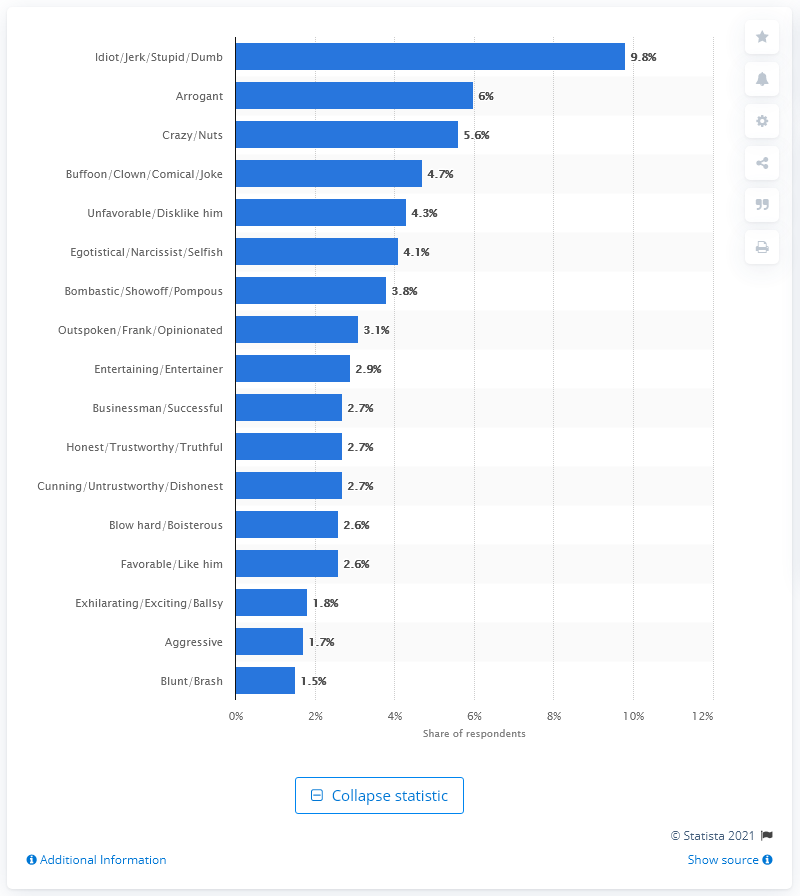 Idiot/Jerk/Stupid/Dumb 9.8%
Arrogant 6%
Crazy/Nuts 5.6%
Buffoon/Clown/Comical/Joke 4.7%
Unfavorable/Disklike him 4.3%
Egotistical/Narcissist/Selfish 4.1%
Bombastic/Showoff/Pompous 3.8%
Outspoken/Frank/Opinionated 3.1%
Entertaining/Entertainer 2.9%
Businessman/Successful 2.7%
Honest/Trustworthy/Truthful 2.7%
Cunning/Untrustworthy/Dishonest 2.7%
Blow hard/Boisterous 2.6%
Favorable/Like him 2.6%
Exhilarating/Exciting/Ballsy 1.8%
Aggressive 1.7%
Blunt/Brash 1.5%
0% 2% 4% 6% 8% 10% 12%
Share of respondents
Collapse statistic
© Statista 2021
Additional Information Show source